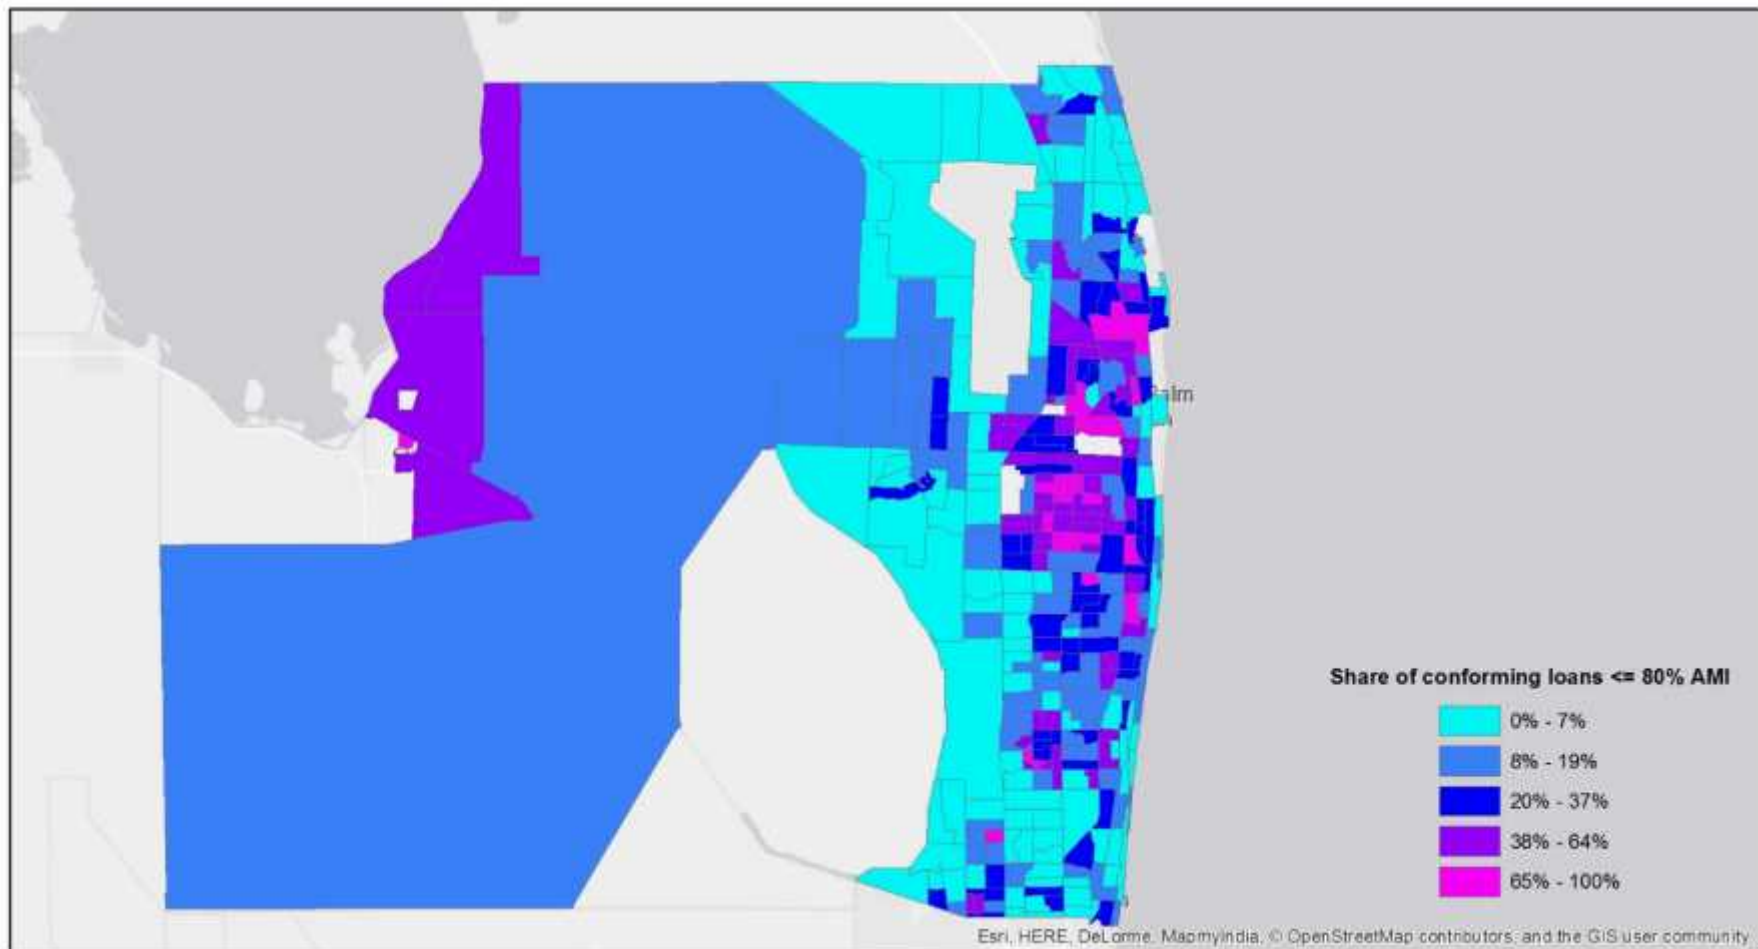 Share of conforming loans <= 80% AMI
0% - 7%
8% - 19%
20% - 37%
38% - 64%
65% - 100%
Esri, HERE, DeLorme, MapmyIndia, © OpenStreetMap contributors, and the GIS user community